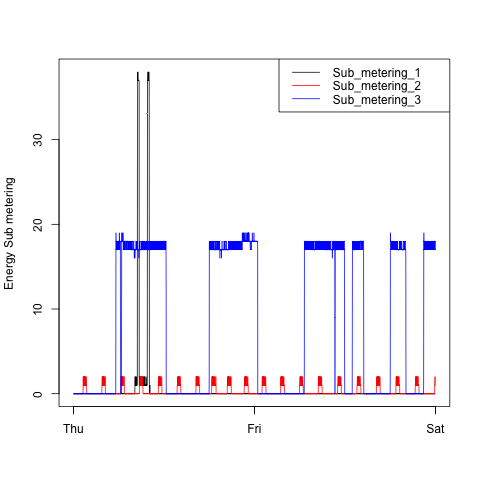 Sub_metering_1
Sub_metering_2
Sub_metering_3
Energy Sub metering
30
20
10
0
Thu
Fri
Sat